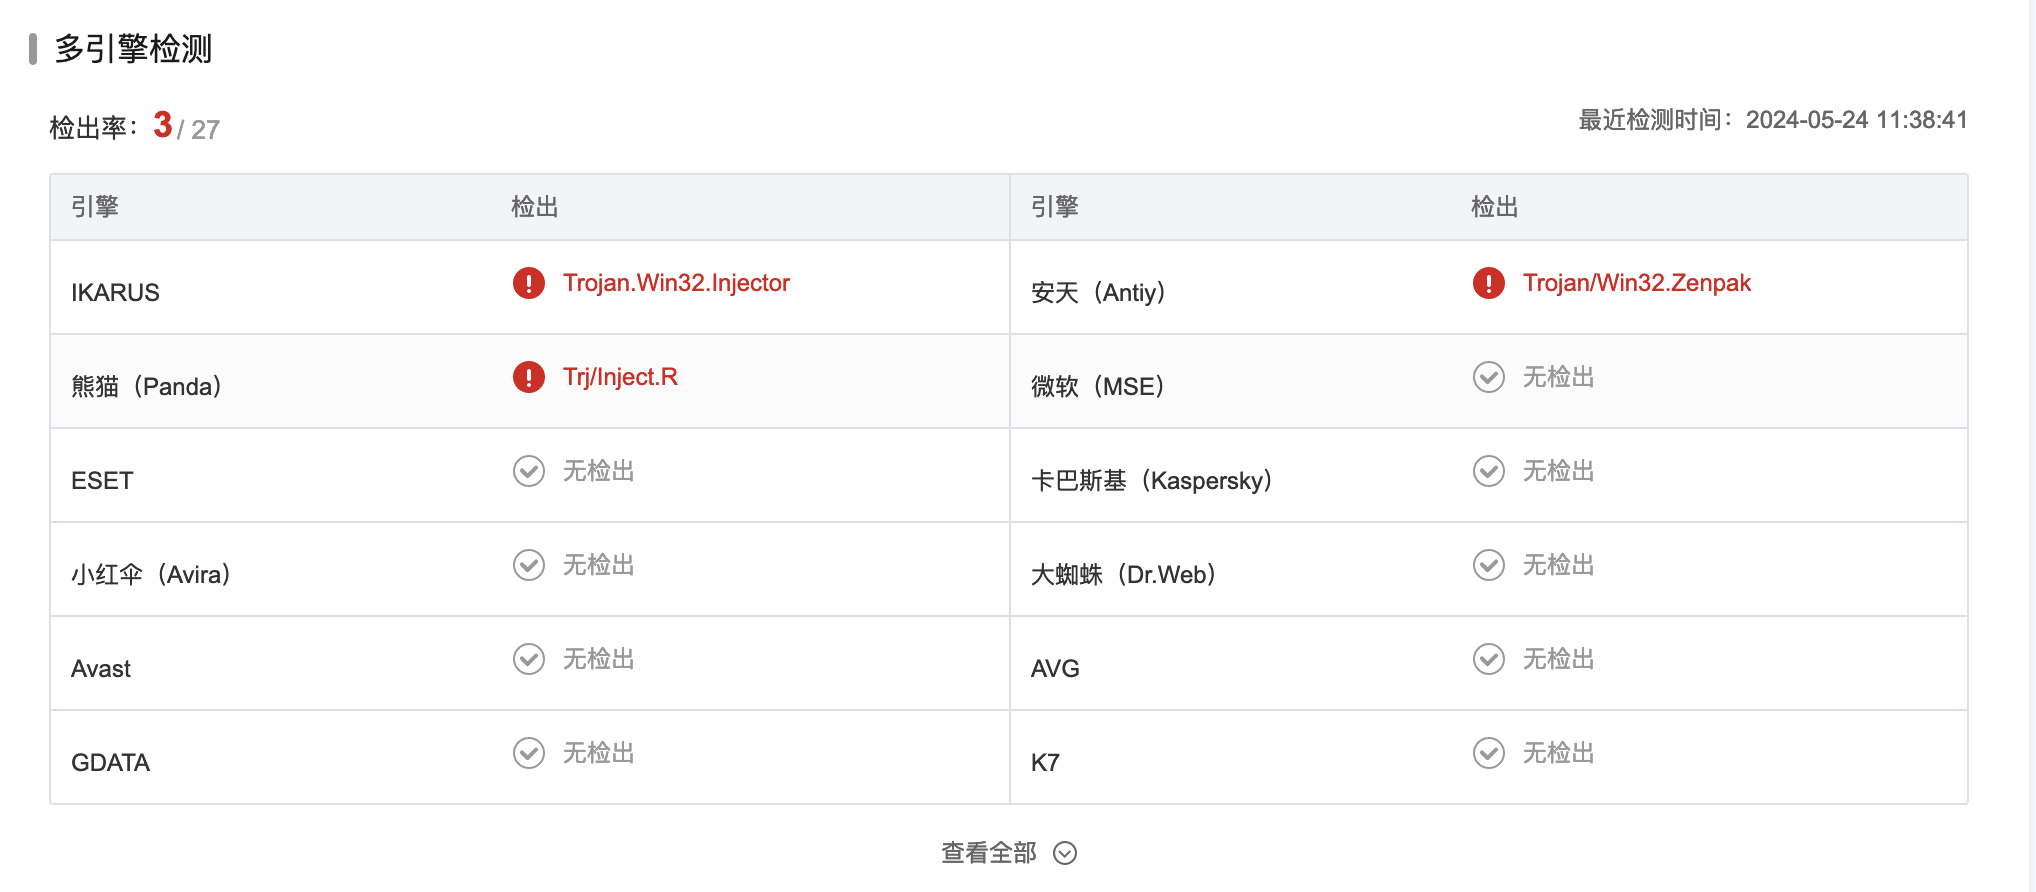 多引擎检测
检出率：3 / 27
最近检测时间：2024-05-24 11:38:41
引擎 检出 引擎 检出
IKARUS Trojan.Win32.Injector 安天（Antiy） Trojan/Win32.Zenpak
熊猫（Panda） Trj/Inject.R 微软（MSE） 无检出
ESET 无检出 卡巴斯基（Kaspersky） 无检出
小红伞（Avira） 无检出 大蜘蛛（Dr.Web） 无检出
Avast 无检出 AVG 无检出
GDATA 无检出 K7 无检出
查看全部